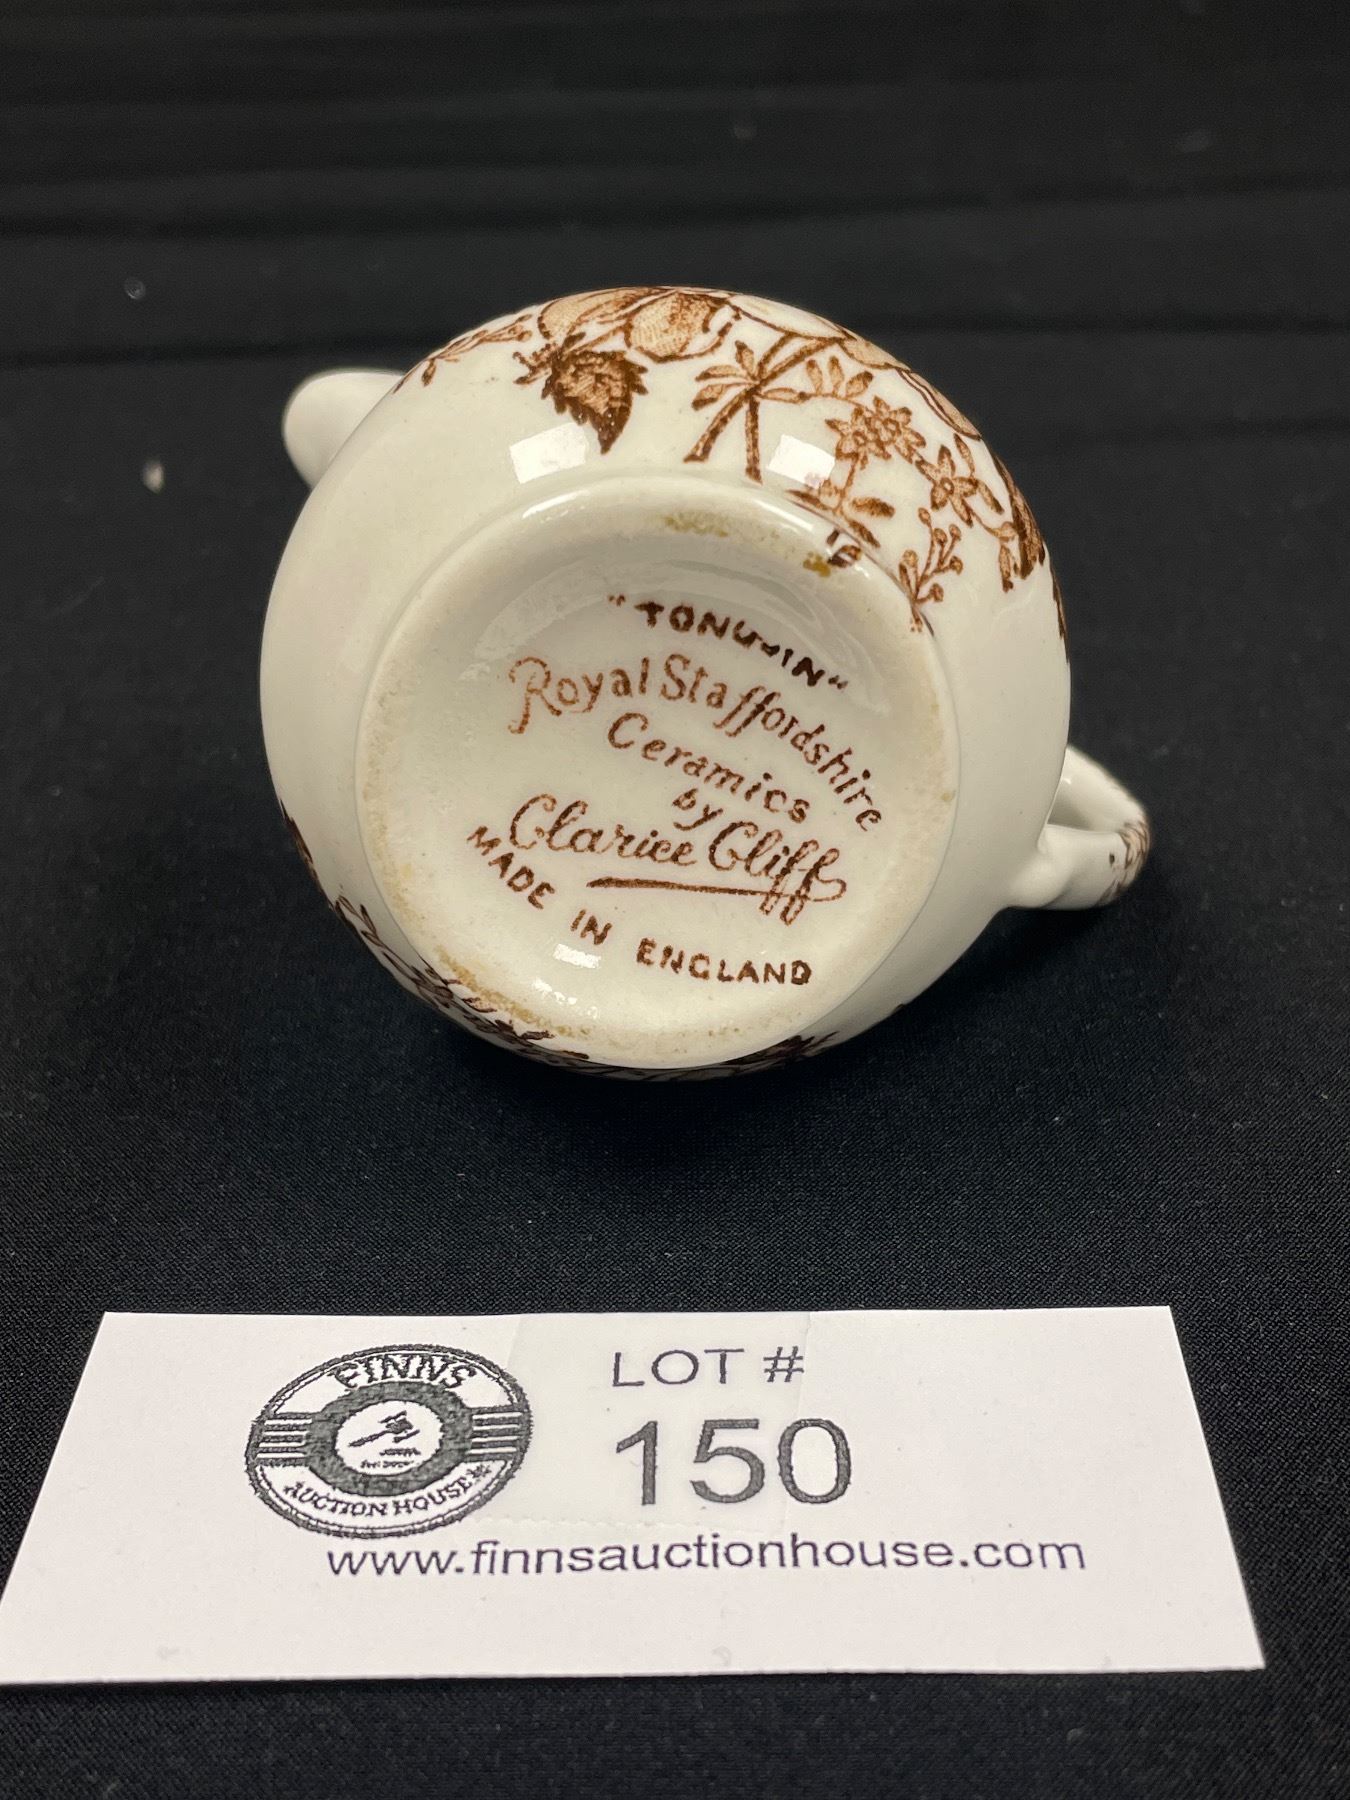 "TONQUIN"
Royal Staffordshire
Ceramics
by
Clarice Cliff
MADE IN ENGLAND
FINNS
AUCTION HOUSE
LOT #
150
www.finnsauctionhouse.com